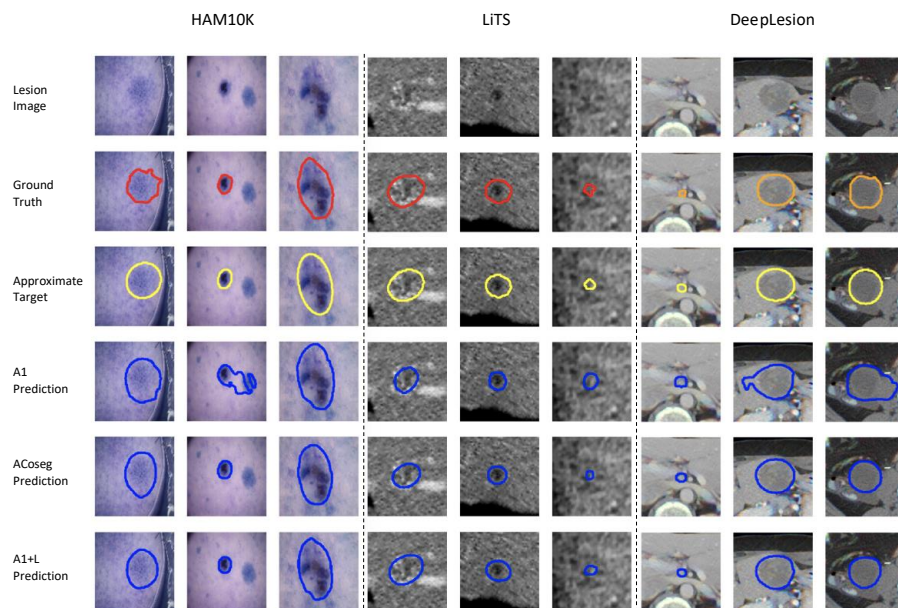 HAM10K
LiTS
DeepLesion
Lesion
Image
Ground
Truth
Approximate
Target
A1
Prediction
ACoseg
Prediction
A1+L
Prediction